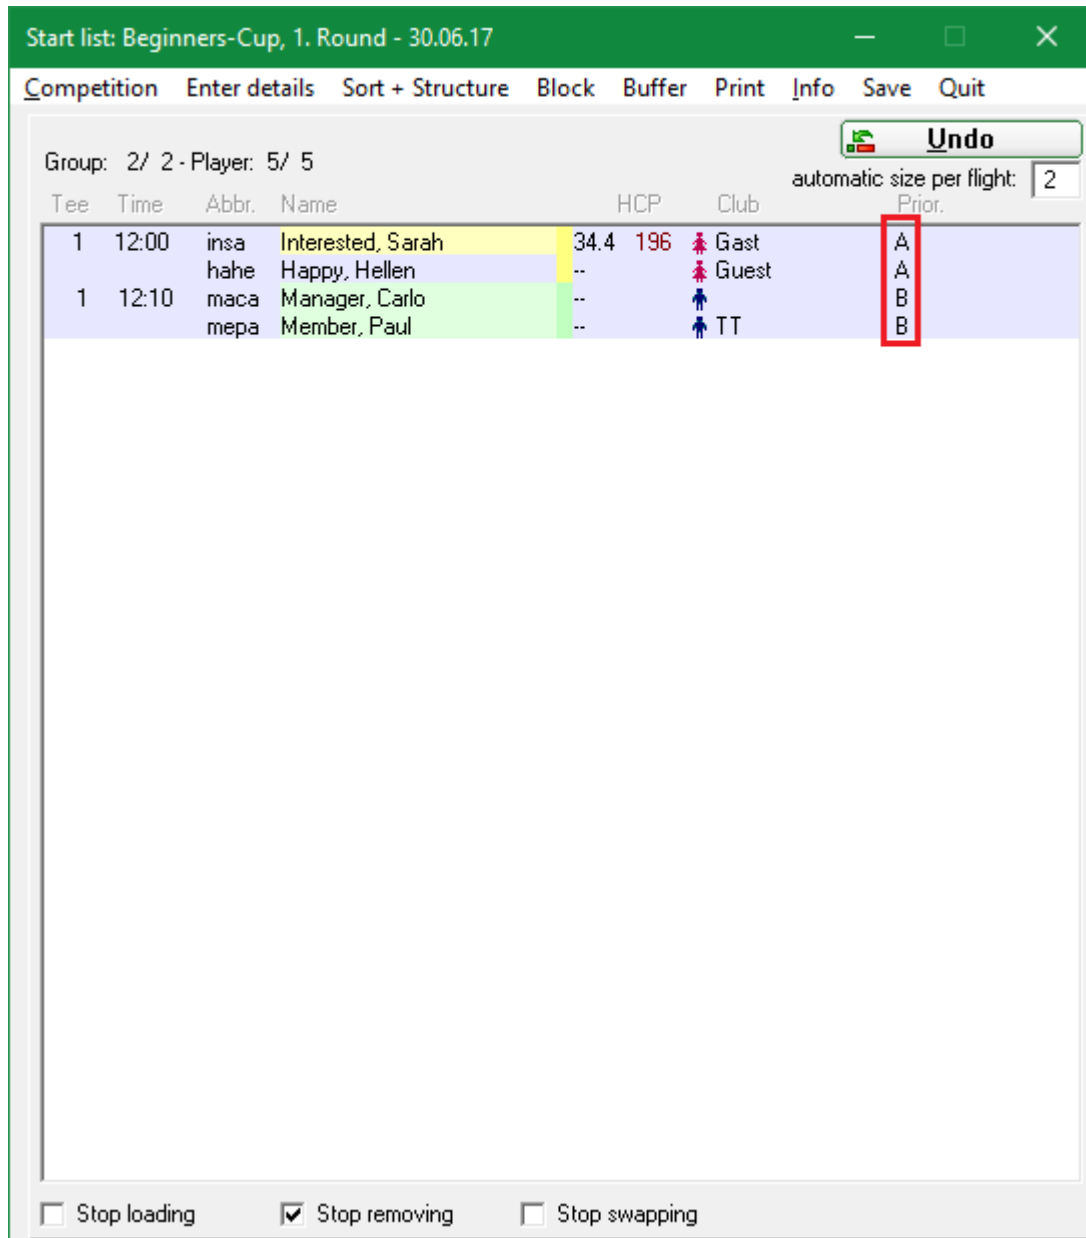 Start list: Beginners-Cup, 1. Round - 30.06.17
Competition Enter details Sort + Structure Block Buffer Print Info Save Quit
Undo
Group: 2/ 2 - Player: 5/ 5
automatic size per flight: 2
Tee Time Abbr. Name HCP Club Prior.
1 12:00 insa Interested, Sarah 34.4 196 Gast A
hahe Happy, Hellen -- Guest A
1 12:10 maca Manager, Carlo -- B
mepa Member, Paul -- TT B
Stop loading Stop removing Stop swapping